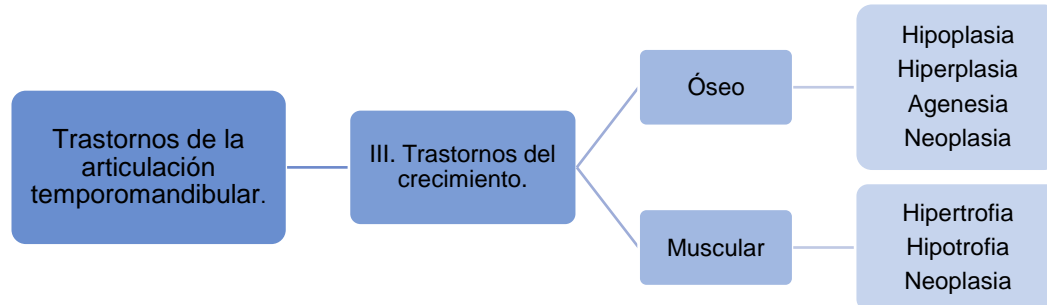 Trastornos de la
articulación
temporomandibular.
III. Trastornos del
crecimiento.
Óseo
Hipoplasia
Hiperplasia
Agenesia
Neoplasia
Muscular
Hipertrofia
Hipotrofia
Neoplasia